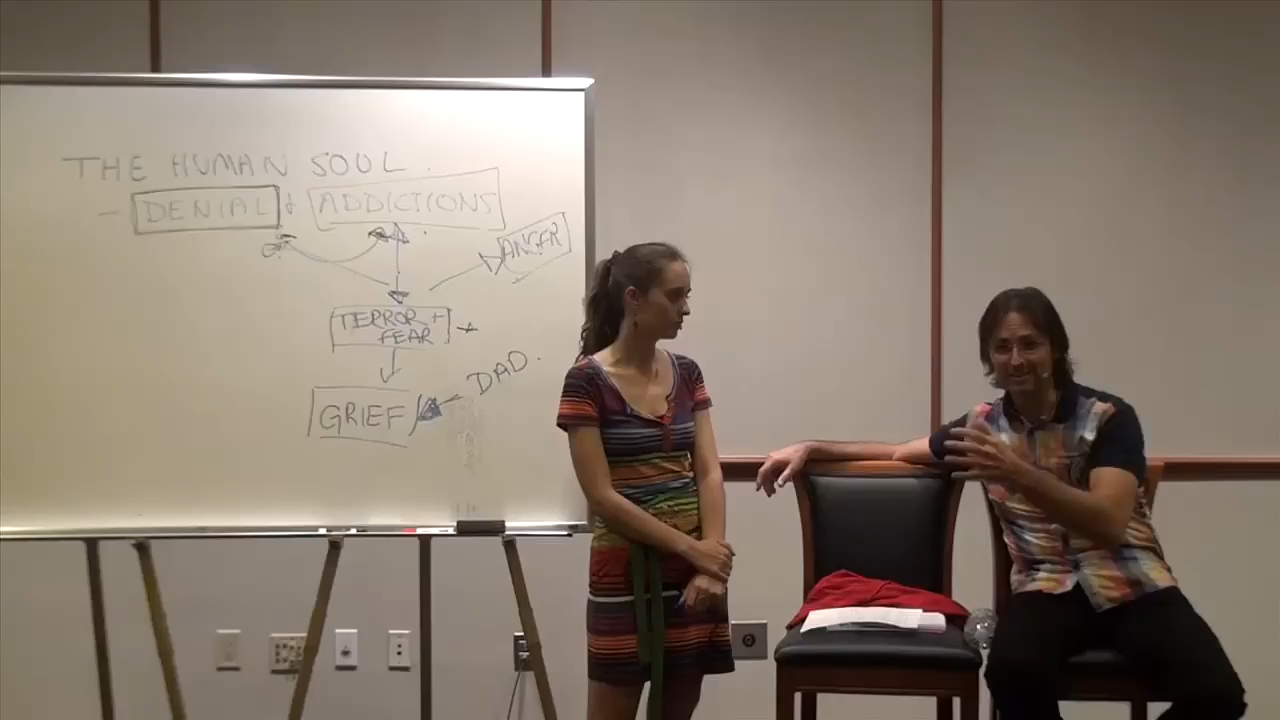 THE HUMAN SOUL.
- DENIAL & ADDICTIONS
ANGER
TERROR +
FEAR
DAD.
GRIEF